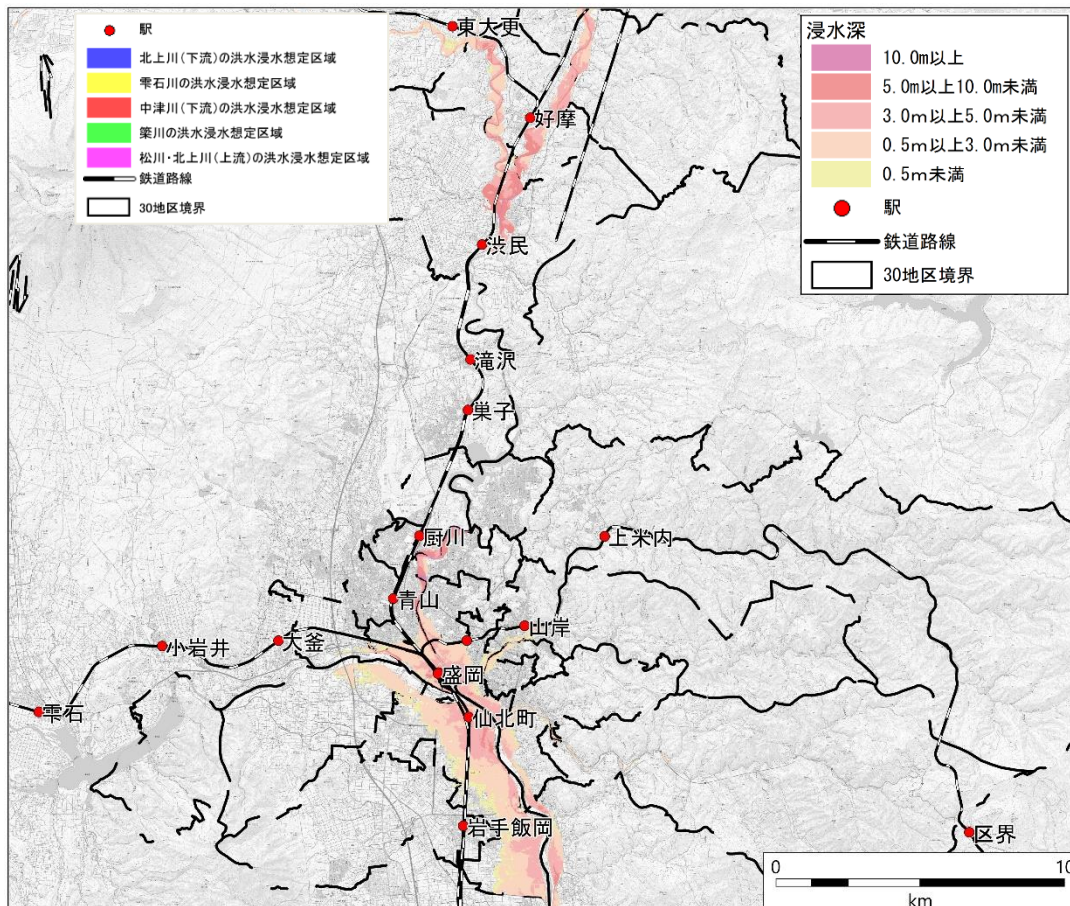 駅
北上川(下流)の洪水浸水想定区域
雫石川の洪水浸水想定区域
中津川(下流)の洪水浸水想定区域
簗川の洪水浸水想定区域
松川・北上川(上流)の洪水浸水想定区域
鉄道路線
30地区境界
浸水深
10.0m以上
5.0m以上10.0m未満
3.0m以上5.0m未満
0.5m以上3.0m未満
0.5m未満
駅
鉄道路線
30地区境界
東大更
好摩
渋民
滝沢
巣子
厨川
上米内
青山
山岸
小岩井
大釜
盛岡
雫石
仙北町
岩手飯岡
区界
0 10
km